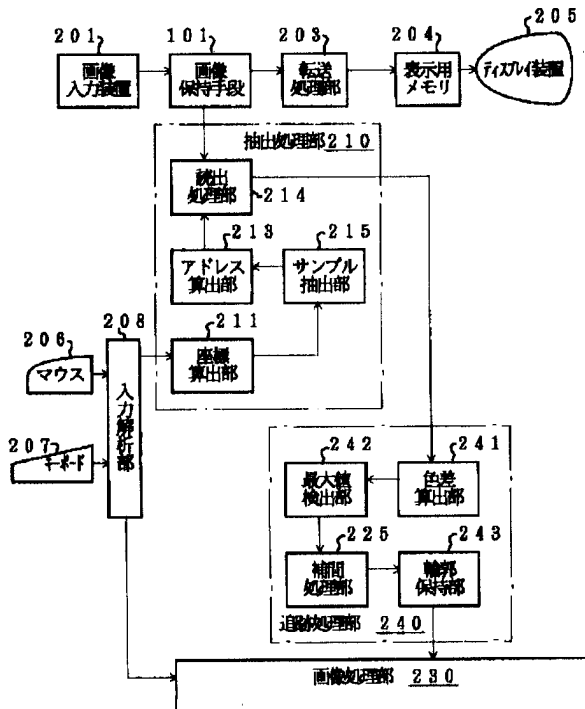 201 101 203 204 205
画像
入力装置
画像
保持手段
転送
処理部
表示用
メモリ
ディスプレイ装置
抽出処理部 210
読出
処理部
214
213 215
アドレス
算出部
サンプル
抽出部
208 211
206
マウス
座標
算出部
207
キーボード
入力解析部
242 241
最大値
検出部
色差
算出部
225 243
補間
処理部
輪郭
保持部
追跡処理部 240
画像処理部 230